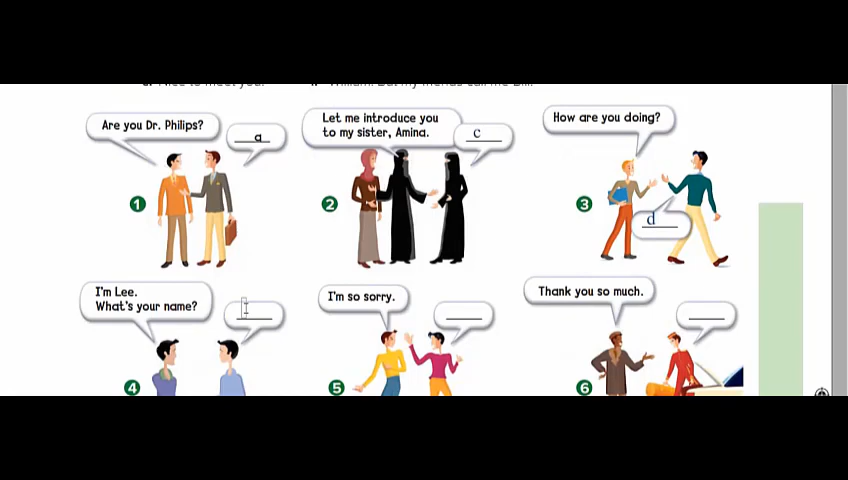 Are you Dr. Philips?
a
Let me introduce you
to my sister, Amina.
c
How are you doing?
d
1
2
3
I'm Lee.
What's your name?
I'm so sorry.
Thank you so much.
4
5
6